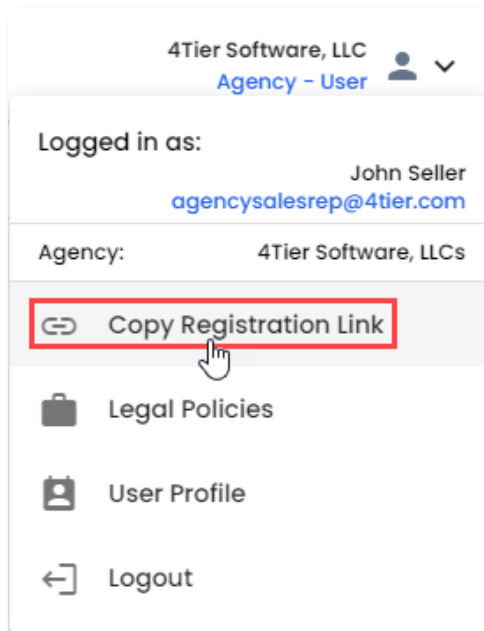 4Tier Software, LLC
Agency - User
Logged in as:
John Seller
agencysalesrep@4tier.com
Agency: 4Tier Software, LLCs
Copy Registration Link
Legal Policies
User Profile
Logout